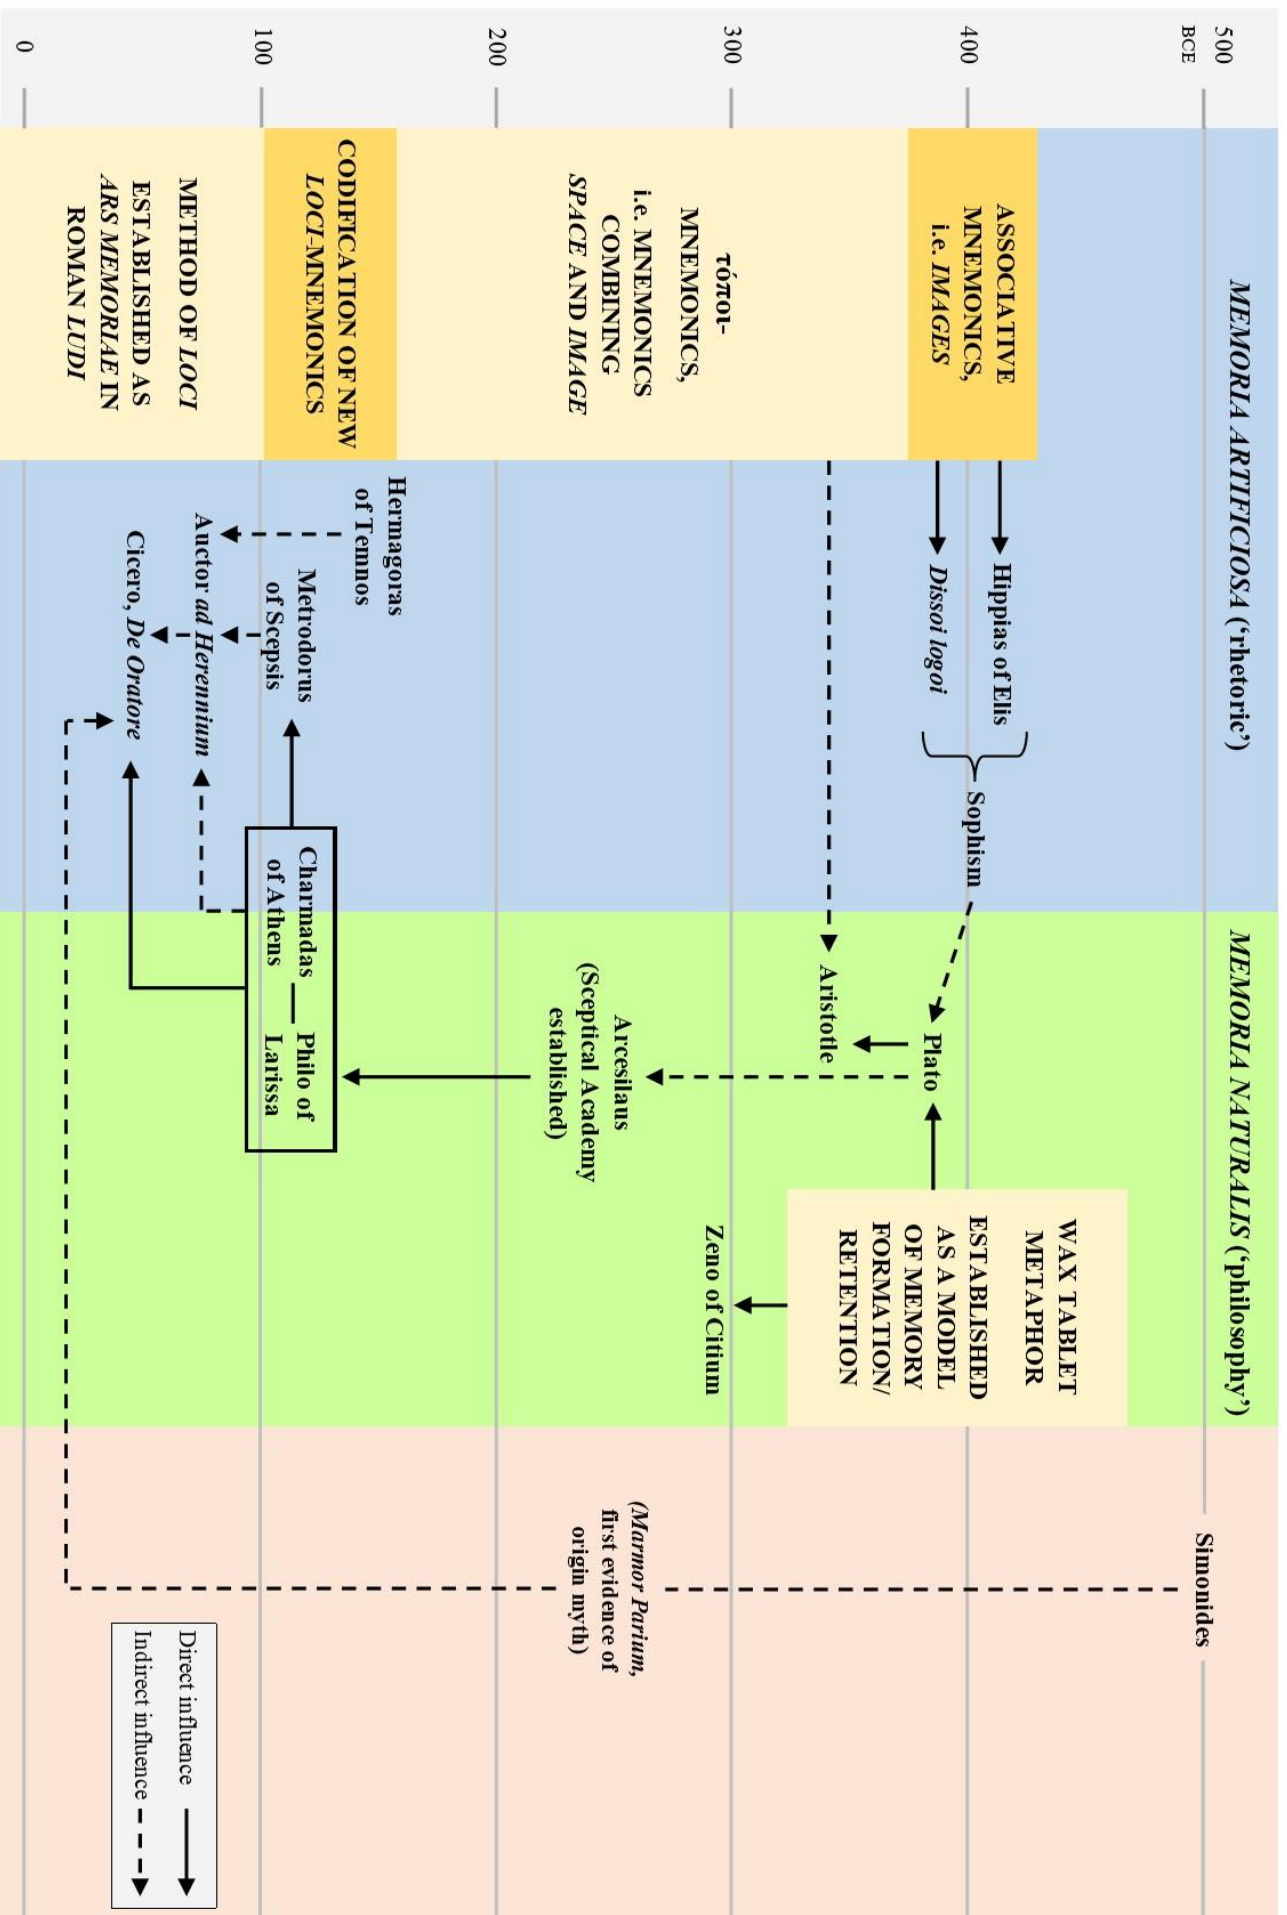 500
BCE
400
300
200
100
0
MEMORIA ARTIFICIOSA (‘rhetoric’)
MEMORIA NATURALIS (‘philosophy’)
ASSOCIATIVE
MNEMONICS,
i.e. IMAGES
τόποι-
MNEMONICS,
i.e. MNEMONICS
COMBINING
SPACE AND IMAGE
CODIFICATION OF NEW
LOCI-MNEMONICS
METHOD OF LOCI
ESTABLISHED AS
ARS MEMORIAE IN
ROMAN LUDI
Hippias of Elis
Dissoi logoi
Sophism
Plato
Aristotle
WAX TABLET
METAPHOR
ESTABLISHED
AS A MODEL
OF MEMORY
FORMATION/
RETENTION
Zeno of Citium
Arcesilaus
(Sceptical Academy
established)
Hermagoras
of Temnos
Metrodorus
of Scepsis
Charmadas
of Athens
Philo of
Larissa
Auctor ad Herennium
Cicero, De Oratore
Simonides
(Marmor Parium,
first evidence of
origin myth)
Direct influence
Indirect influence